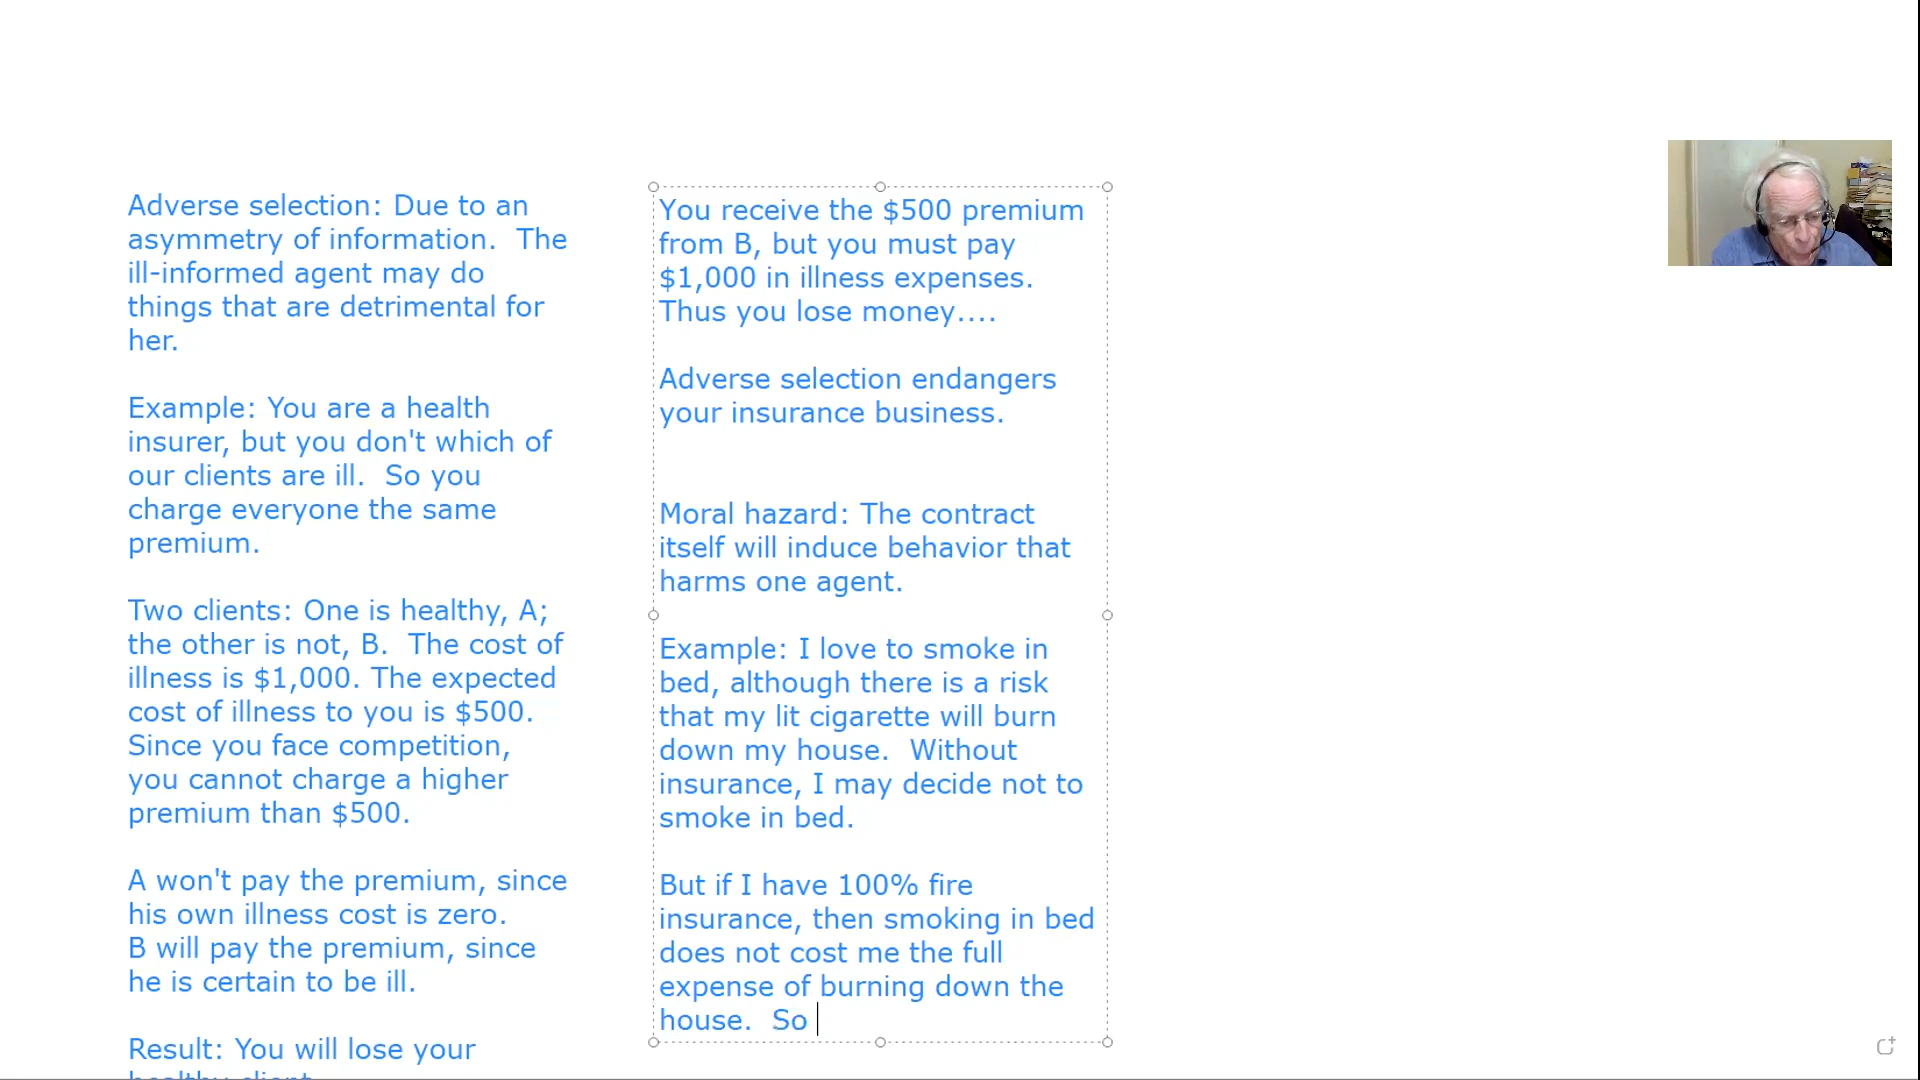 Adverse selection: Due to an
asymmetry of information.  The
ill-informed agent may do
things that are detrimental for
her.
Example: You are a health
insurer, but you don't which of
our clients are ill.  So you
charge everyone the same
premium.
Two clients: One is healthy, A;
the other is not, B.  The cost of
illness is $1,000. The expected
cost of illness to you is $500.
Since you face competition,
you cannot charge a higher
premium than $500.
A won't pay the premium, since
his own illness cost is zero.
B will pay the premium, since
he is certain to be ill.
Result: You will lose your
healthy client
You receive the $500 premium
from B, but you must pay
$1,000 in illness expenses.
Thus you lose money....
Adverse selection endangers
your insurance business.
Moral hazard: The contract
itself will induce behavior that
harms one agent.
Example: I love to smoke in
bed, although there is a risk
that my lit cigarette will burn
down my house.  Without
insurance, I may decide not to
smoke in bed.
But if I have 100% fire
insurance, then smoking in bed
does not cost me the full
expense of burning down the
house.  So